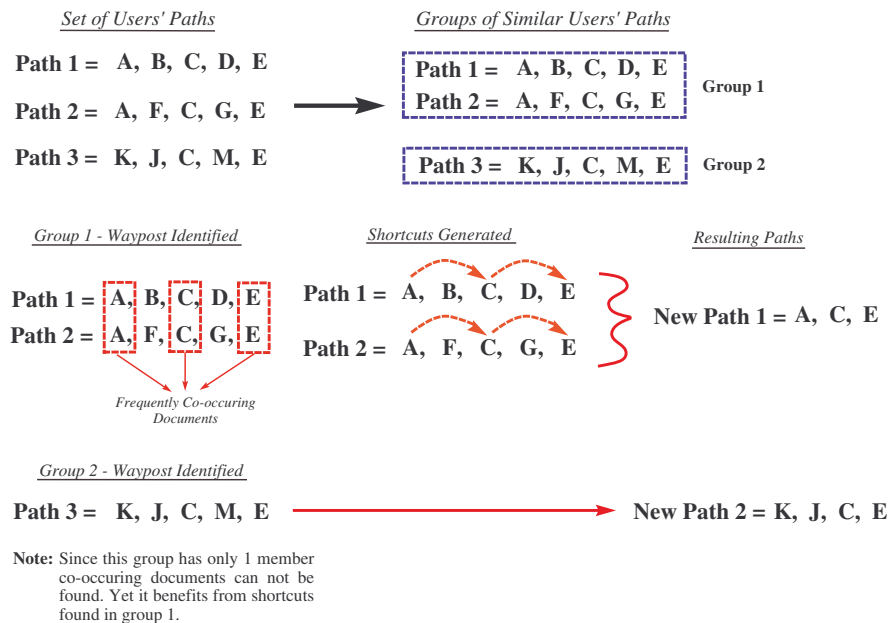 Set of Users' Paths
Path 1 = A, B, C, D, E
Path 2 = A, F, C, G, E
Path 3 = K, J, C, M, E
Groups of Similar Users' Paths
Path 1 = A, B, C, D, E
Path 2 = A, F, C, G, E
Group 1
Path 3 = K, J, C, M, E
Group 2
Group 1 - Waypost Identified
Path 1 = A, B, C, D, E
Path 2 = A, F, C, G, E
Frequently Co-occuring
Documents
Shortcuts Generated
Path 1 = A, B, C, D, E
Path 2 = A, F, C, G, E
Resulting Paths
New Path 1 = A, C, E
Group 2 - Waypost Identified
Path 3 = K, J, C, M, E
New Path 2 = K, J, C, E
Note: Since this group has only 1 member
co-occuring documents can not be
found. Yet it benefits from shortcuts
found in group 1.